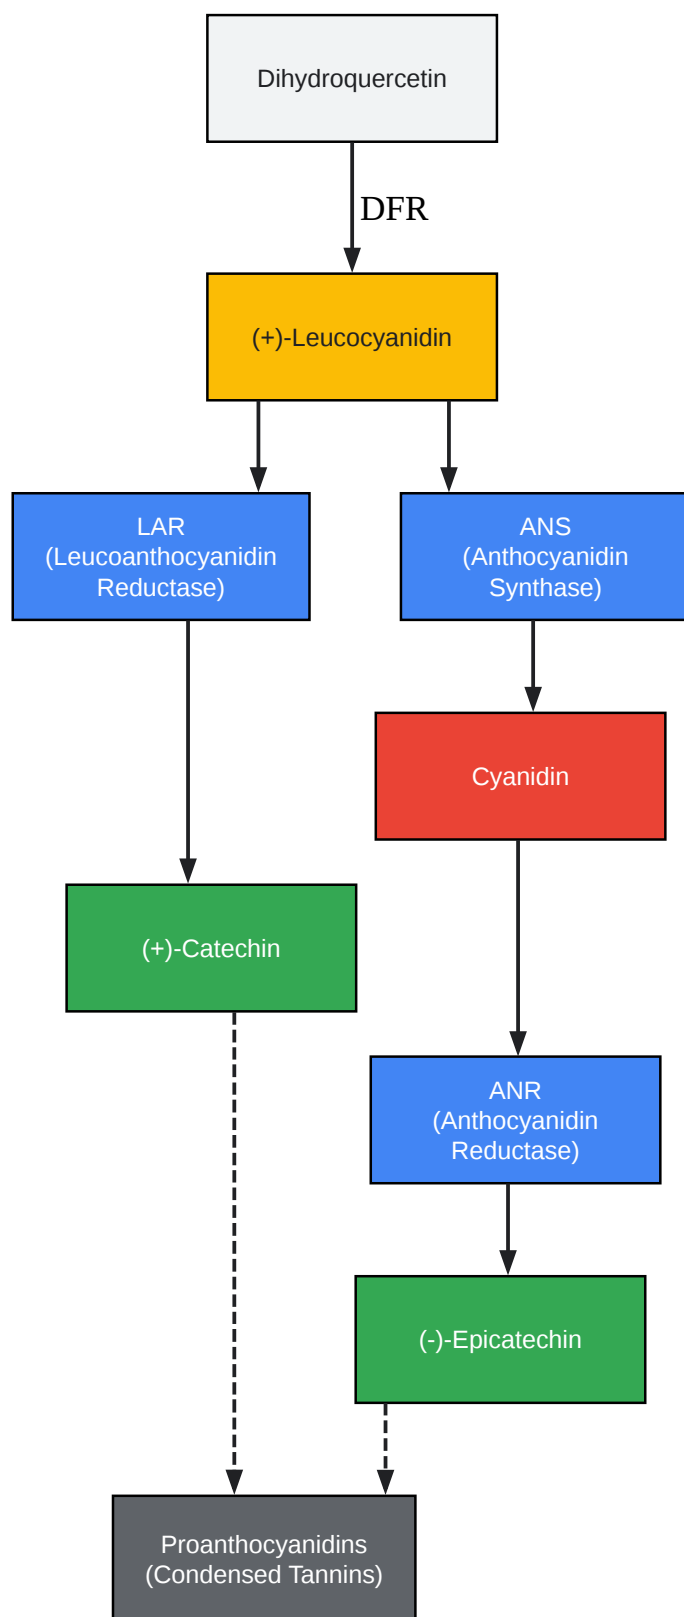 Dihydroquercetin
DFR
(+)-Leucocyanidin
LAR
(Leucoanthocyanidin
Reductase)
ANS
(Anthocyanidin
Synthase)
Cyanidin
(+)-Catechin
ANR
(Anthocyanidin
Reductase)
(-)-Epicatechin
Proanthocyanidins
(Condensed Tannins)